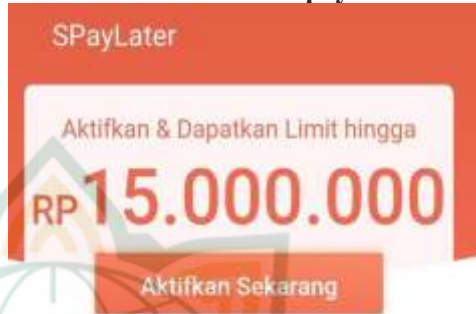 SPayLater
Aktifkan & Dapatkan Limit hingga
RP 15.000.000
Aktifkan Sekarang